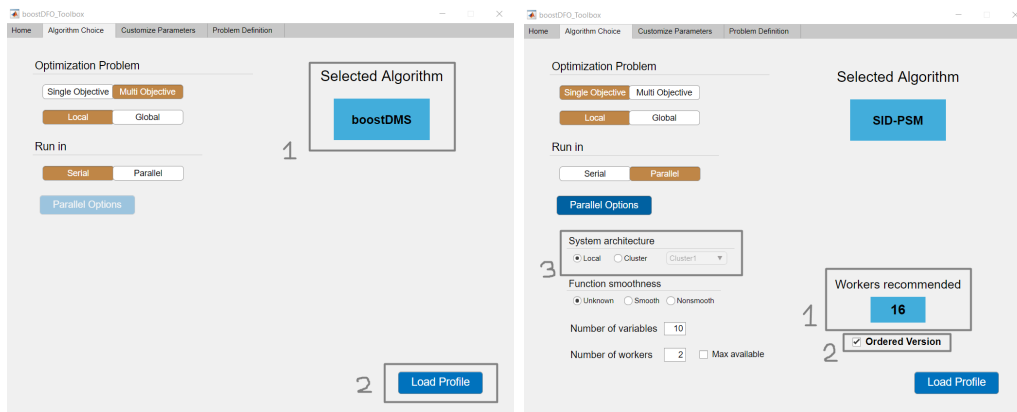 boostDFO_Toolbox
Home Algorithm Choice Customize Parameters Problem Definition
Optimization Problem
Single Objective Multi Objective
Local Global
Run in
Serial Parallel
Parallel Options
Selected Algorithm
boostDMS
1
2
Load Profile
boostDFO_Toolbox
Home Algorithm Choice Customize Parameters Problem Definition
Optimization Problem
Single Objective Multi Objective
Local Global
Run in
Serial Parallel
Parallel Options
Selected Algorithm
SID-PSM
System architecture
Local Cluster Cluster1
3
Function smoothness
Unknown Smooth Nonsmooth
Number of variables 10
Number of workers 2 Max available
Workers recommended
16
1
Ordered Version
2
Load Profile